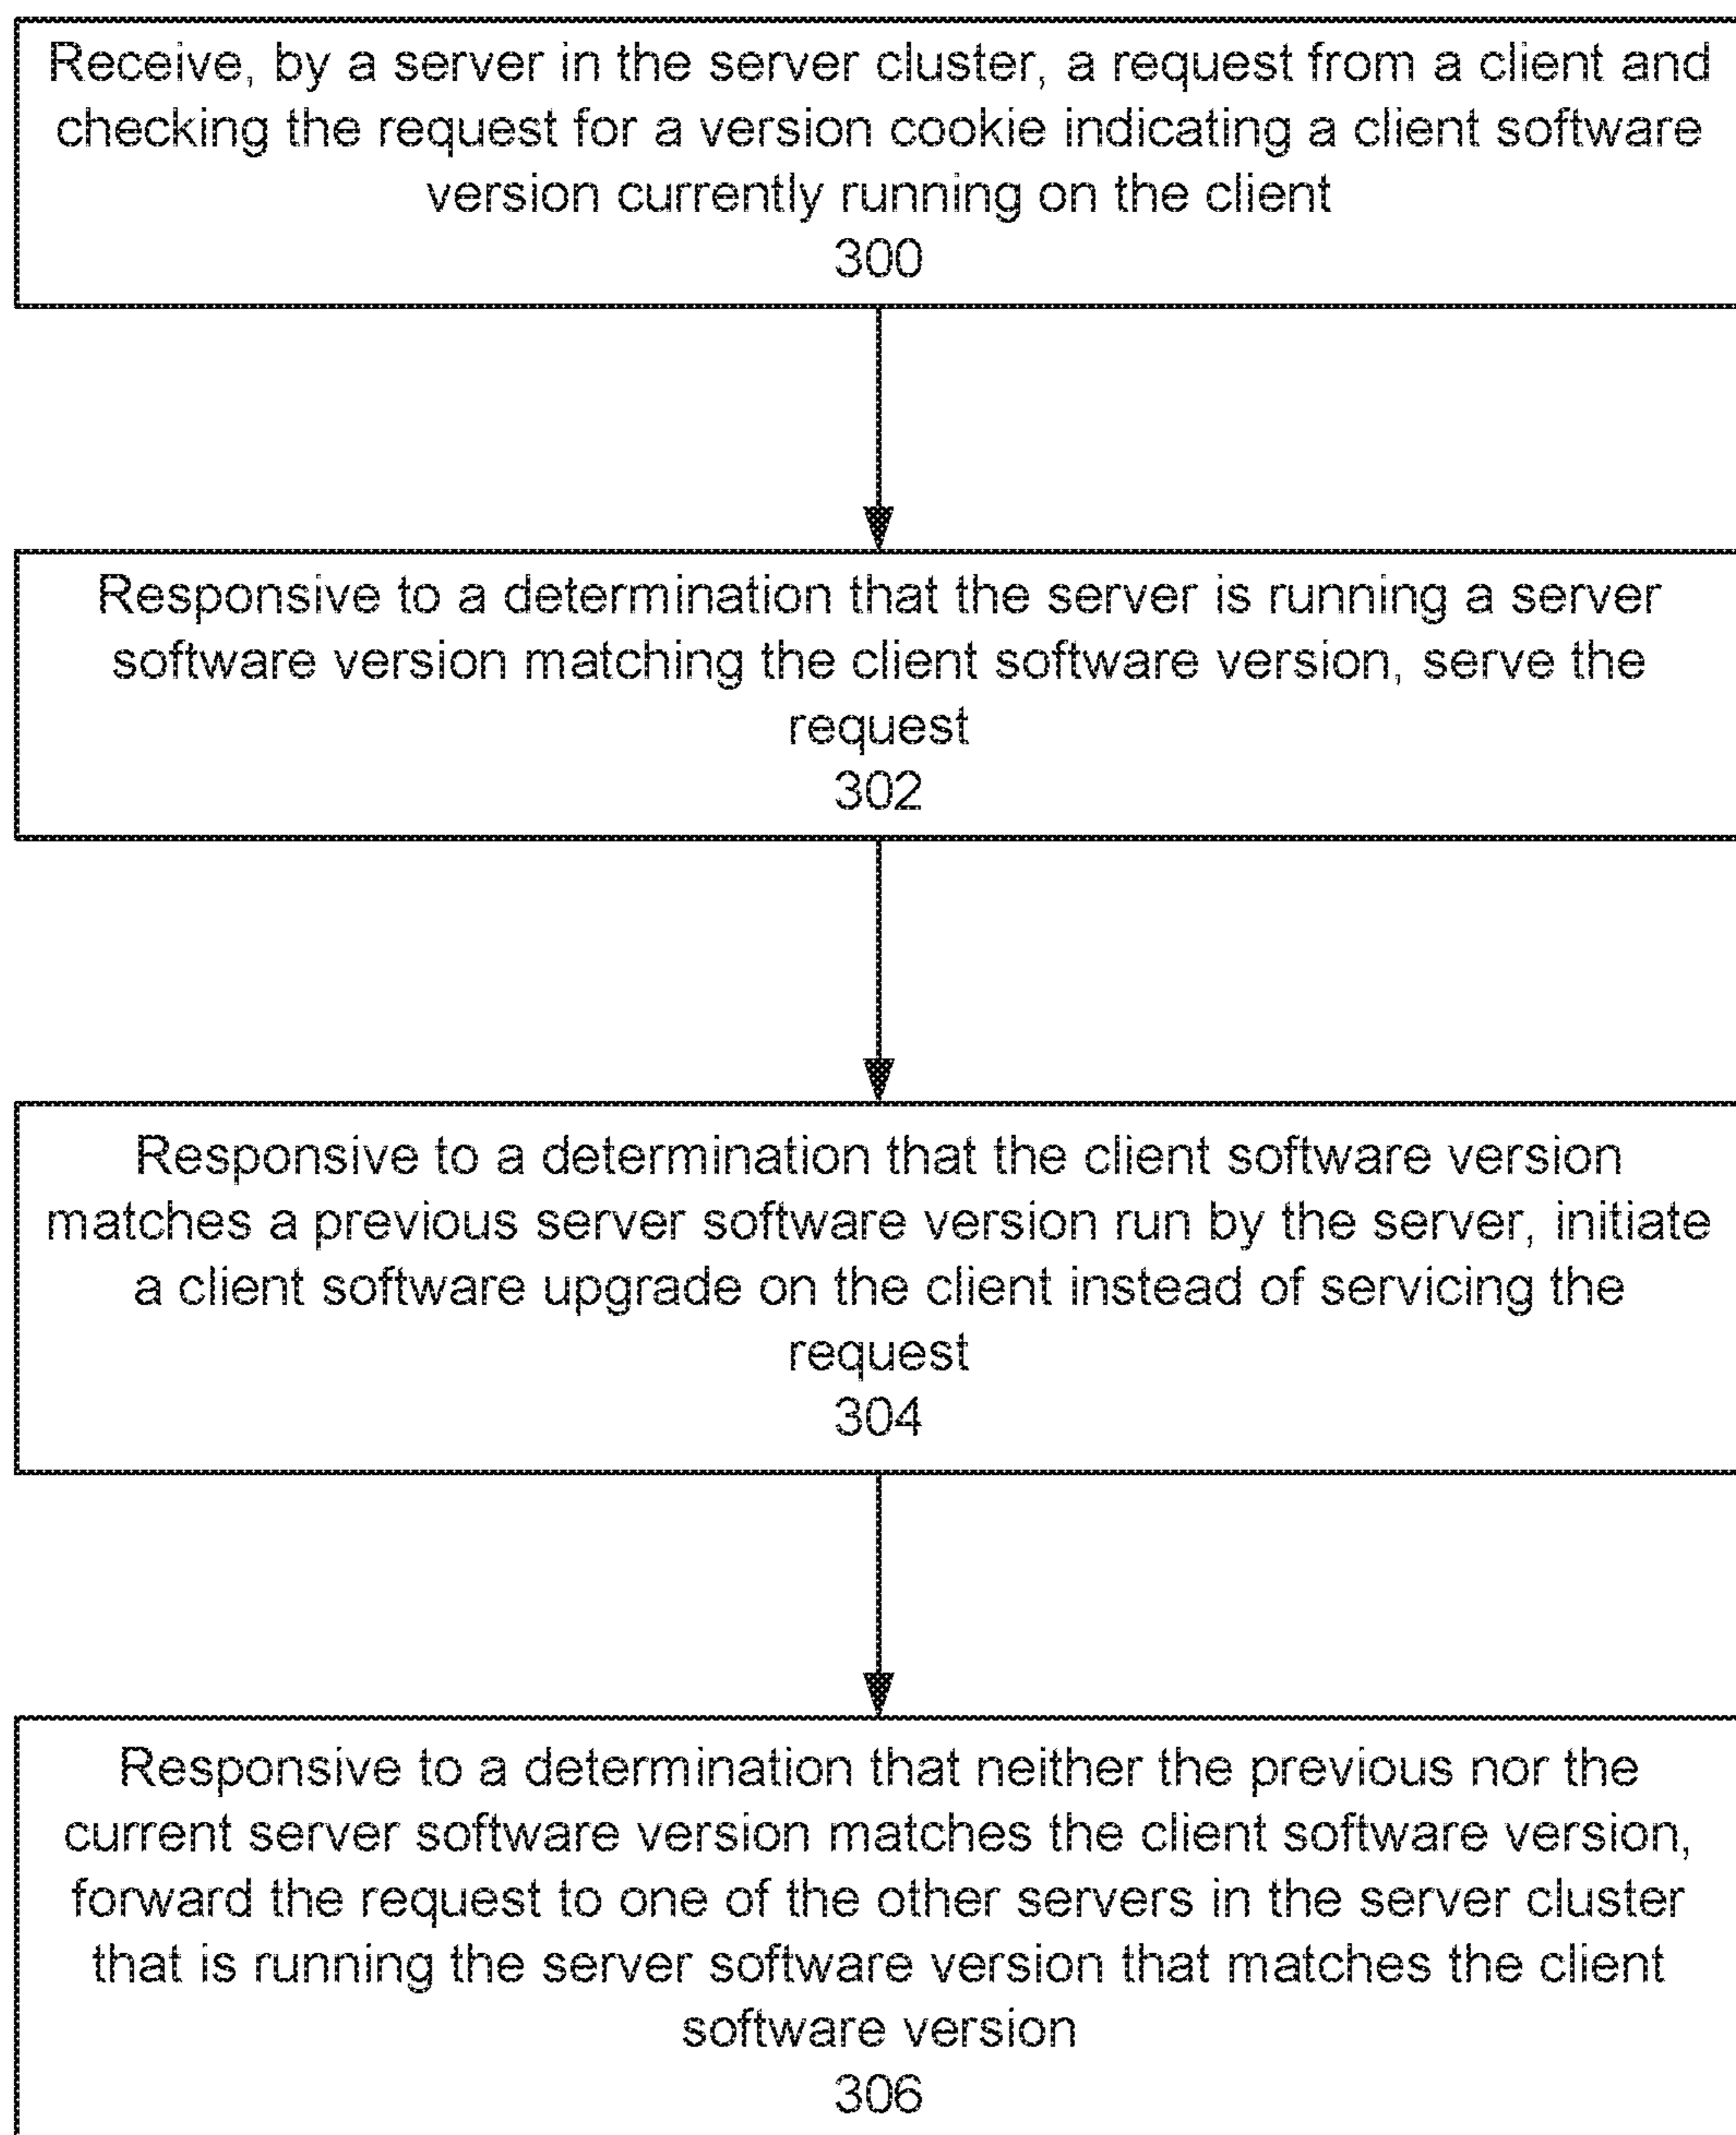 Receive, by a server in the server cluster, a request from a client and
checking the request for a version cookie indicating a client software
version currently running on the client
300
Responsive to a determination that the server is running a server
software version matching the client software version, serve the
request
302
Responsive to a determination that the client software version
matches a previous server software version run by the server, initiate
a client software upgrade on the client instead of servicing the
request
304
Responsive to a determination that neither the previous nor the
current server software version matches the client software version,
forward the request to one of the other servers in the server cluster
that is running the server software version that matches the client
software version
306